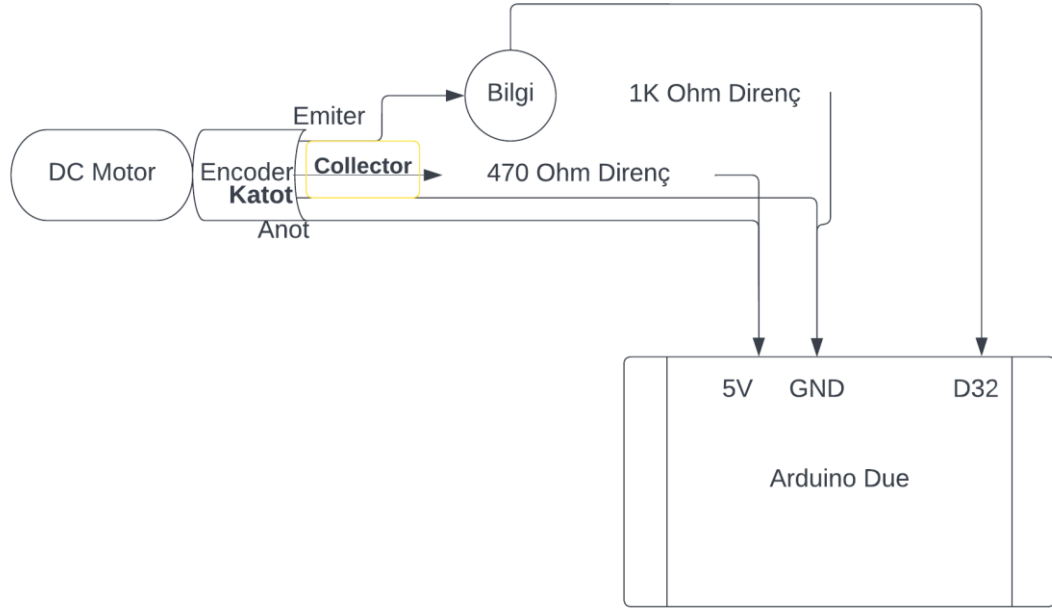 Bilgi
1K Ohm Direnç
Emiter
DC Motor
Encoder
Collector
470 Ohm Direnç
Katot
Anot
5V
GND
D32
Arduino Due